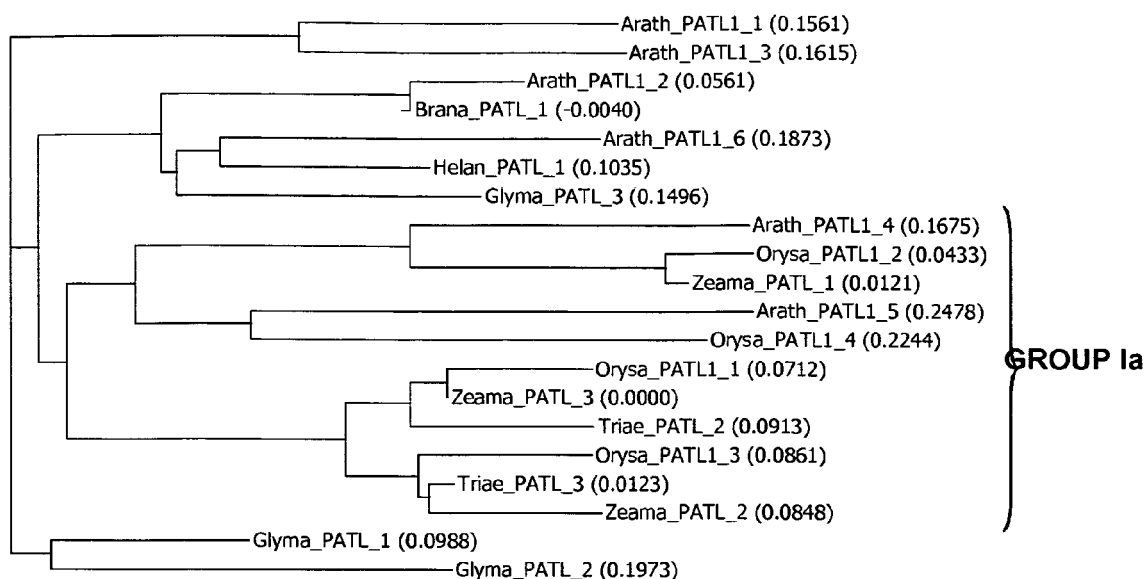 Arath_PATL1_1 (0.1561)
Arath_PATL1_3 (0.1615)
Arath_PATL1_2 (0.0561)
Brana_PATL_1 (-0.0040)
Arath_PATL1_6 (0.1873)
Helan_PATL_1 (0.1035)
Glyma_PATL_3 (0.1496)
Arath_PATL1_4 (0.1675)
Orysa_PATL1_2 (0.0433)
Zeama_PATL_1 (0.0121)
Arath_PATL1_5 (0.2478)
Orysa_PATL1_4 (0.2244)
GROUP Ia
Orysa_PATL1_1 (0.0712)
Zeama_PATL_3 (0.0000)
Triae_PATL_2 (0.0913)
Orysa_PATL1_3 (0.0861)
Triae_PATL_3 (0.0123)
Zeama_PATL_2 (0.0848)
Glyma_PATL_1 (0.0988)
Glyma_PATL_2 (0.1973)